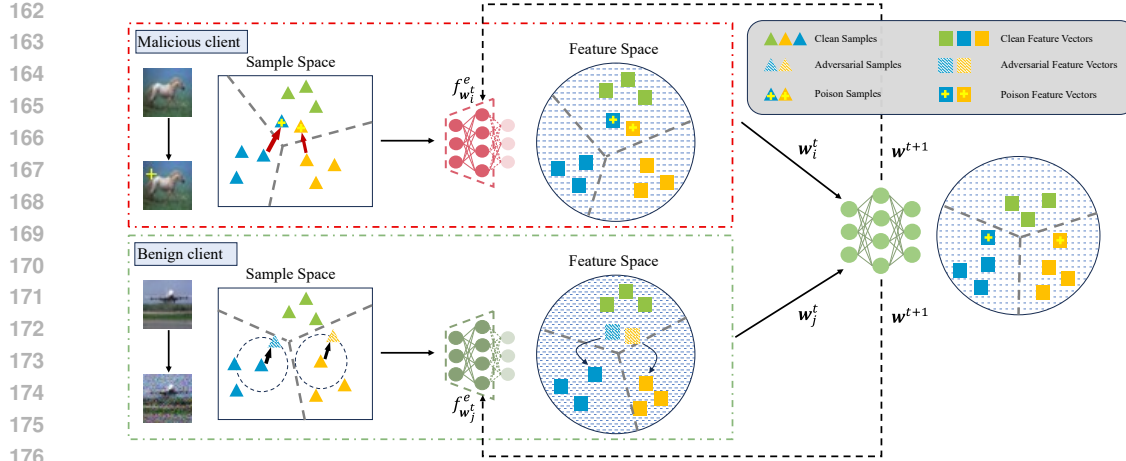 162
163
164
165
166
167
168
169
170
171
172
173
174
175
176
Malicious client
Sample Space
Feature Space
f^e_{w_i^t}
Benign client
Sample Space
Feature Space
f^e_{w_j^t}
Clean Samples
Clean Feature Vectors
Adversarial Samples
Adversarial Feature Vectors
Poison Samples
Poison Feature Vectors
w_i^t
w^{t+1}
w_j^t
w^{t+1}